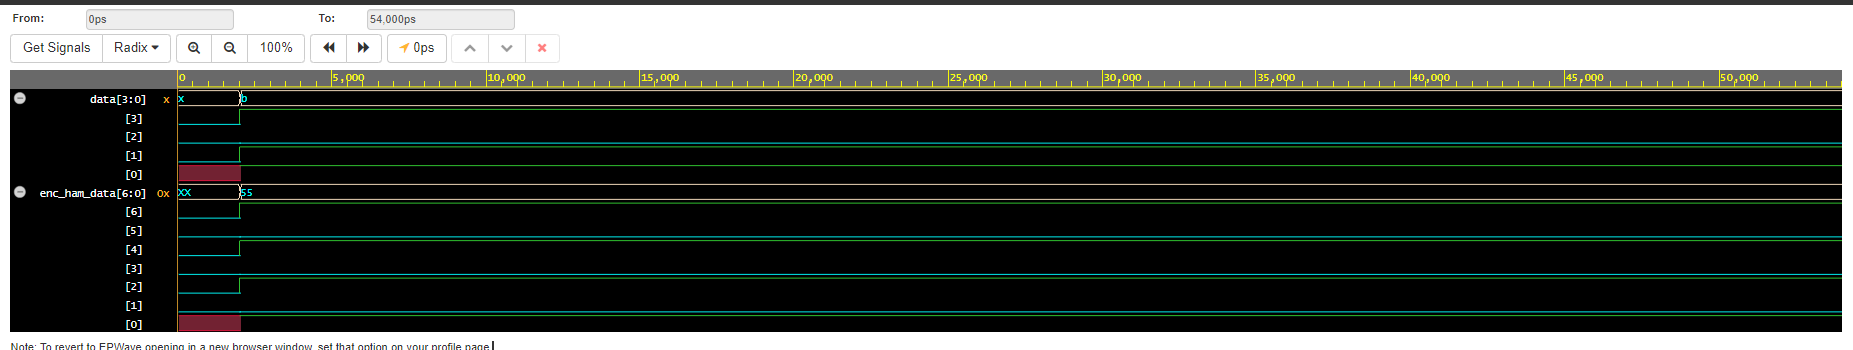 From: 0ps To: 54,000ps
Get Signals Radix 100% 0ps
0 5,000 10,000 15,000 20,000 25,000 30,000 35,000 40,000 45,000 50,000
data[3:0] x x b
[3]
[2]
[1]
[0]
enc_ham_data[6:0] 0x XX 55
[6]
[5]
[4]
[3]
[2]
[1]
[0]
Note: To revert to EPWave opening in a new browser window, set that option on your profile page.